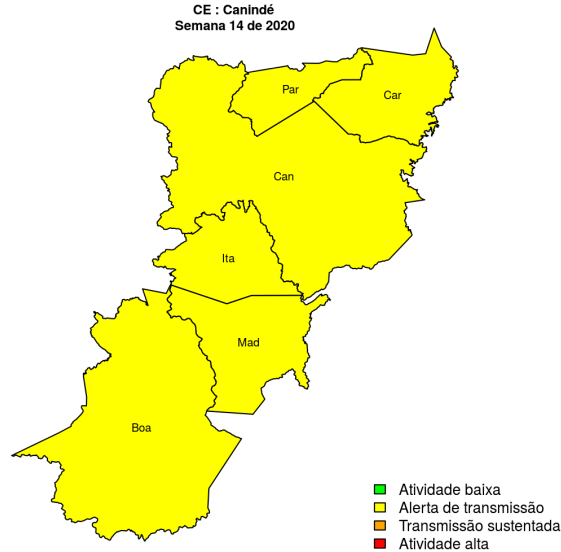 CE : Canindé
Semana 14 de 2020
Par
Car
Can
Ita
Mad
Boa
Atividade baixa
Alerta de transmissão
Transmissão sustentada
Atividade alta